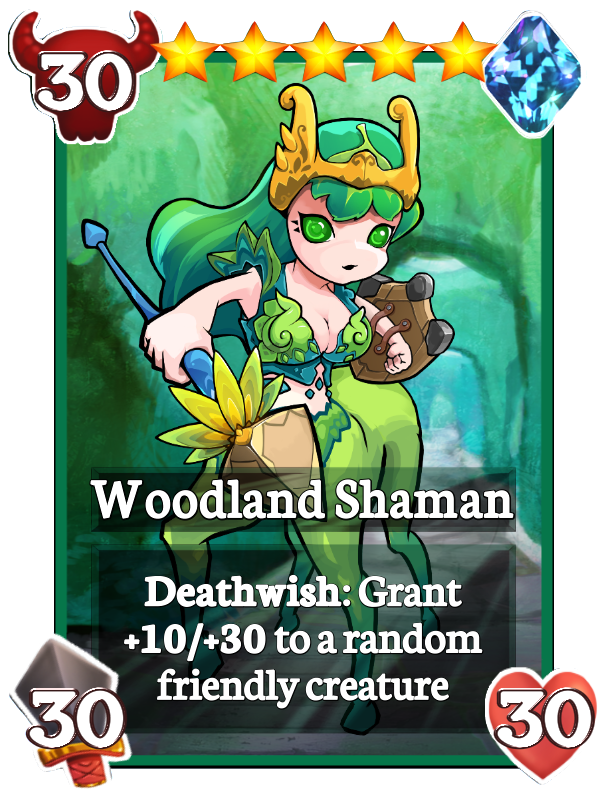 30
Woodland Shaman
Deathwish: Grant
+10/+30 to a random
friendly creature
30
30